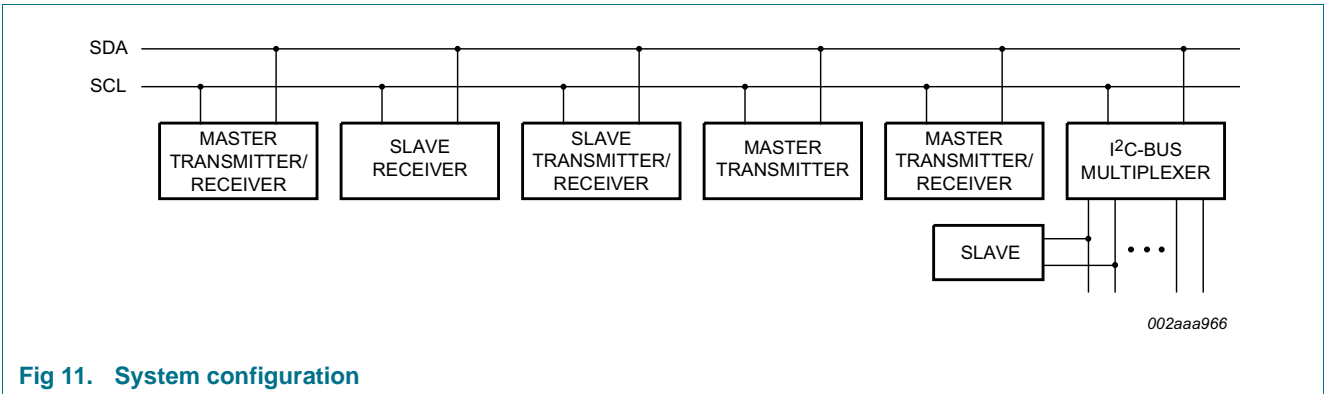 SDA
SCL
MASTER
TRANSMITTER/
RECEIVER
SLAVE
RECEIVER
SLAVE
TRANSMITTER/
RECEIVER
MASTER
TRANSMITTER
MASTER
TRANSMITTER/
RECEIVER
I2C-BUS
MULTIPLEXER
SLAVE
002aaa966
Fig 11. System configuration